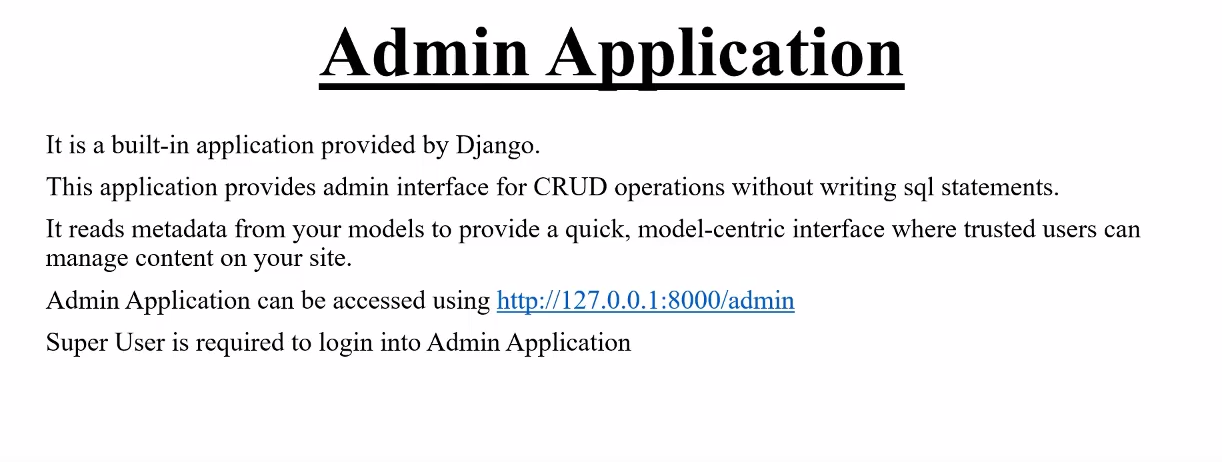 Admin Application
It is a built-in application provided by Django.
This application provides admin interface for CRUD operations without writing sql statements.
It reads metadata from your models to provide a quick, model-centric interface where trusted users can
manage content on your site.
Admin Application can be accessed using http://127.0.0.1:8000/admin
Super User is required to login into Admin Application